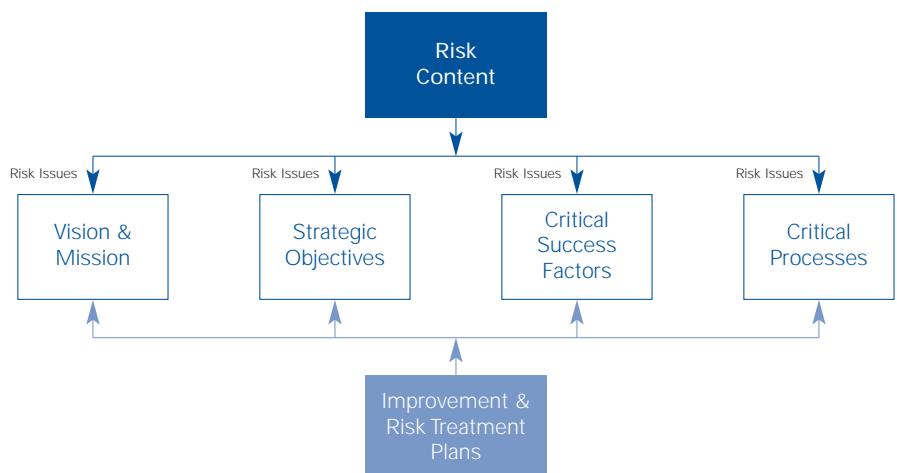 Risk
Content
Risk Issues
Risk Issues
Risk Issues
Risk Issues
Vision &
Mission
Strategic
Objectives
Critical
Success
Factors
Critical
Processes
Improvement &
Risk Treatment
Plans